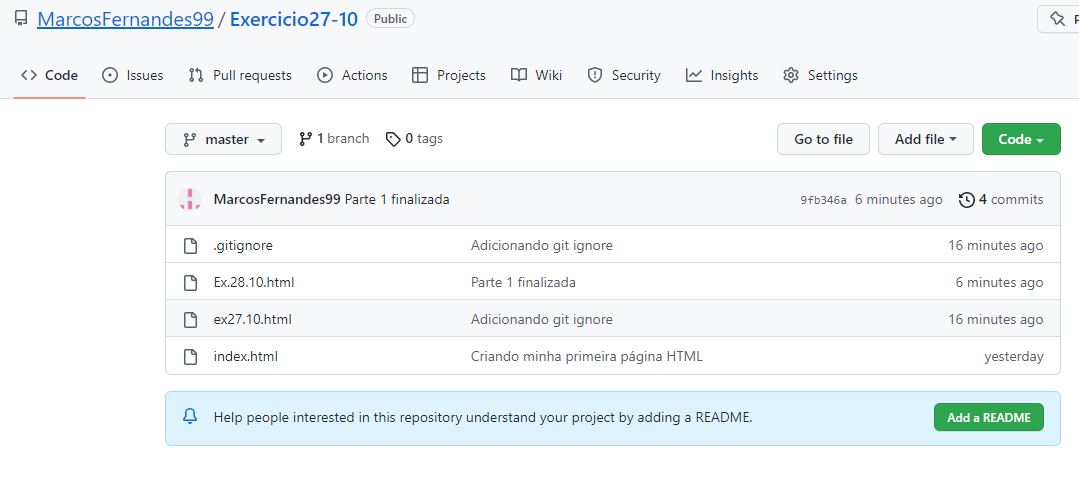 MarcosFernandes99 / Exercicio27-10 Public
Code Issues Pull requests Actions Projects Wiki Security Insights Settings
master 1 branch 0 tags Go to file Add file Code
MarcosFernandes99 Parte 1 finalizada 9fb346a 6 minutes ago 4 commits
.gitignore Adicionando git ignore 16 minutes ago
Ex.28.10.html Parte 1 finalizada 6 minutes ago
ex27.10.html Adicionando git ignore 16 minutes ago
index.html Criando minha primeira página HTML yesterday
Help people interested in this repository understand your project by adding a README. Add a README